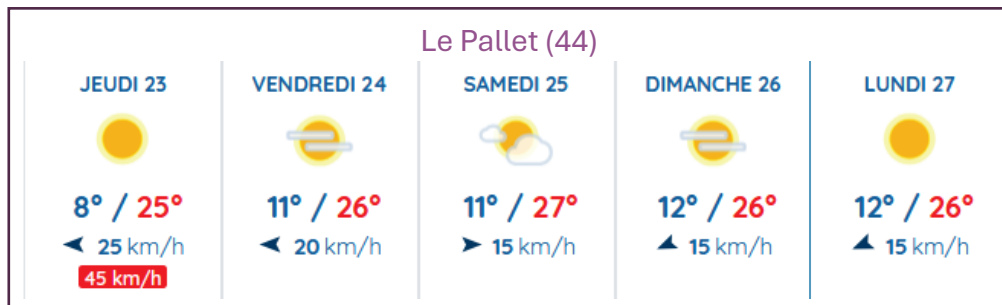 Le Pallet (44)
JEUDI 23 VENDREDI 24 SAMEDI 25 DIMANCHE 26 LUNDI 27
8° / 25° 11° / 26° 11° / 27° 12° / 26° 12° / 26°
25 km/h 20 km/h 15 km/h 15 km/h 15 km/h
45 km/h